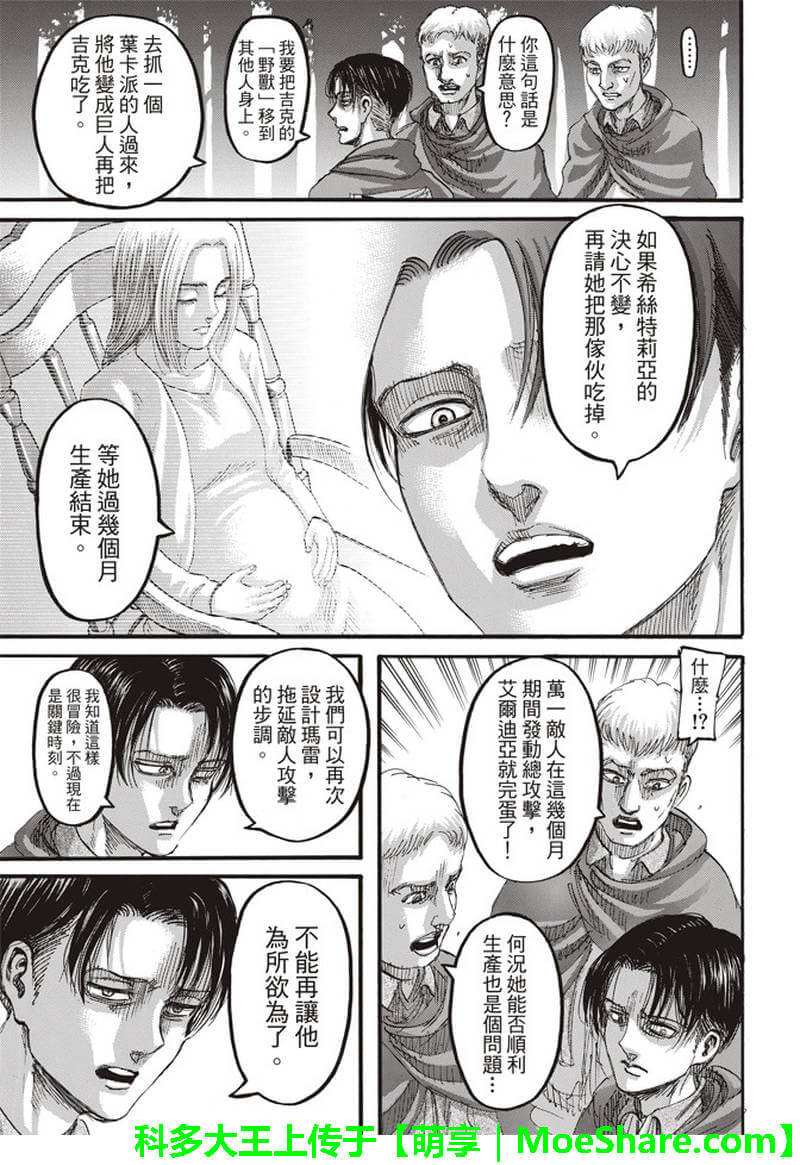 ……
你這句話是
什麼意思？
我要把吉克的
「野獸」移到
其他人身上。
去抓一個
葉卡派的人過來，
將他變成巨人再把
吉克吃了。
如果希絲特莉亞的
決心不變，
再請她把那傢伙吃掉。
等她過幾個月
生產結束。
什麼…!?
萬一敵人在這幾個月
期間發動總攻擊，
艾爾迪亞就完蛋了！
何況她能否順利
生產也是個問題…
我們可以再次
設計瑪雷，
拖延敵人攻擊
的步調。
我知道這樣
很冒險，不過現在
是關鍵時刻。
不能再讓他
為所欲為了。
科多大王上传于【萌享 | MoeShare.com】